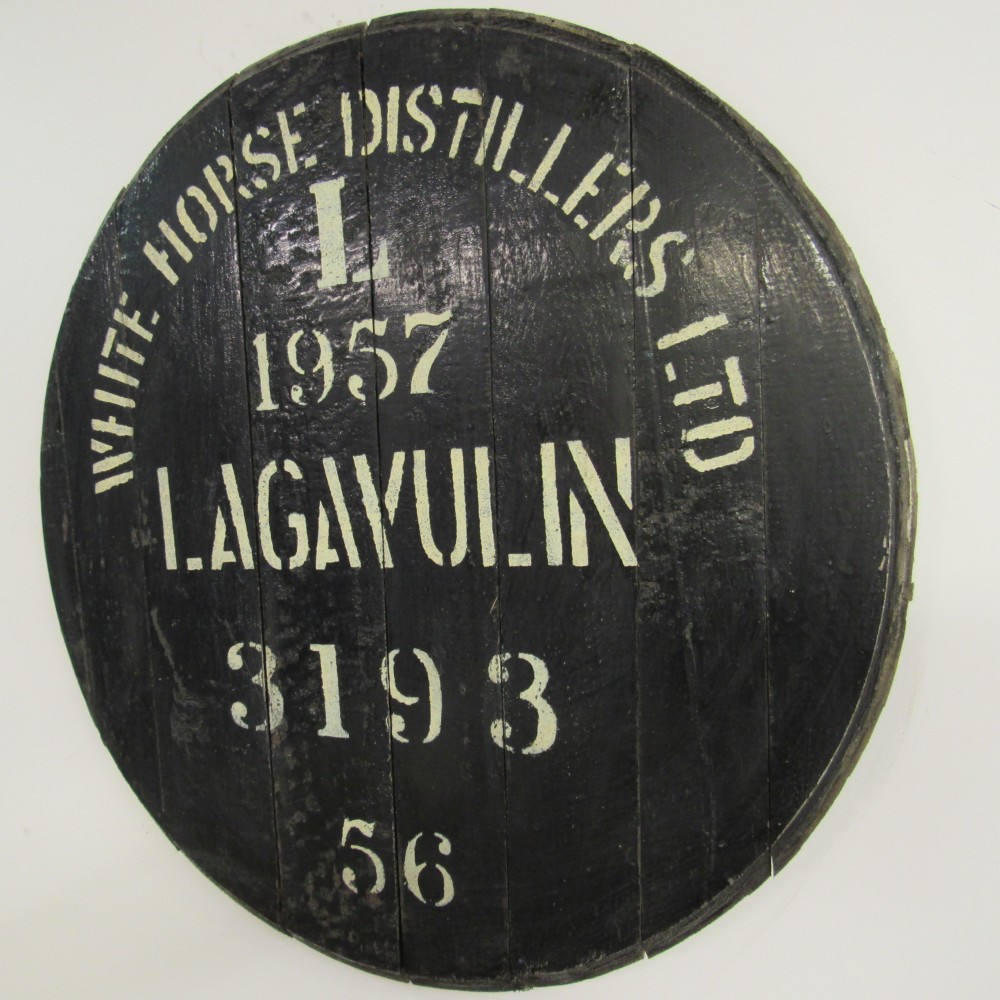 WHITE HORSE DISTILLERS LTD
L
1957
LAGAVULIN
3193
56